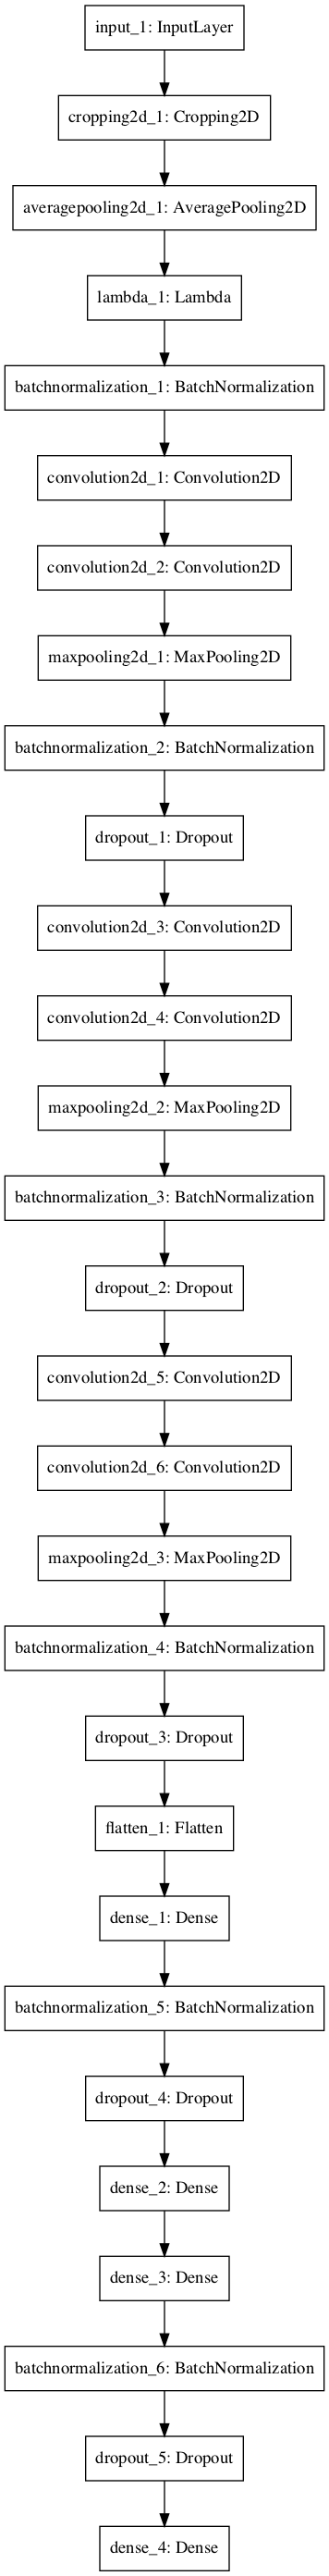 input_1: InputLayer
cropping2d_1: Cropping2D
averagepooling2d_1: AveragePooling2D
lambda_1: Lambda
batchnormalization_1: BatchNormalization
convolution2d_1: Convolution2D
convolution2d_2: Convolution2D
maxpooling2d_1: MaxPooling2D
batchnormalization_2: BatchNormalization
dropout_1: Dropout
convolution2d_3: Convolution2D
convolution2d_4: Convolution2D
maxpooling2d_2: MaxPooling2D
batchnormalization_3: BatchNormalization
dropout_2: Dropout
convolution2d_5: Convolution2D
convolution2d_6: Convolution2D
maxpooling2d_3: MaxPooling2D
batchnormalization_4: BatchNormalization
dropout_3: Dropout
flatten_1: Flatten
dense_1: Dense
batchnormalization_5: BatchNormalization
dropout_4: Dropout
dense_2: Dense
dense_3: Dense
batchnormalization_6: BatchNormalization
dropout_5: Dropout
dense_4: Dense